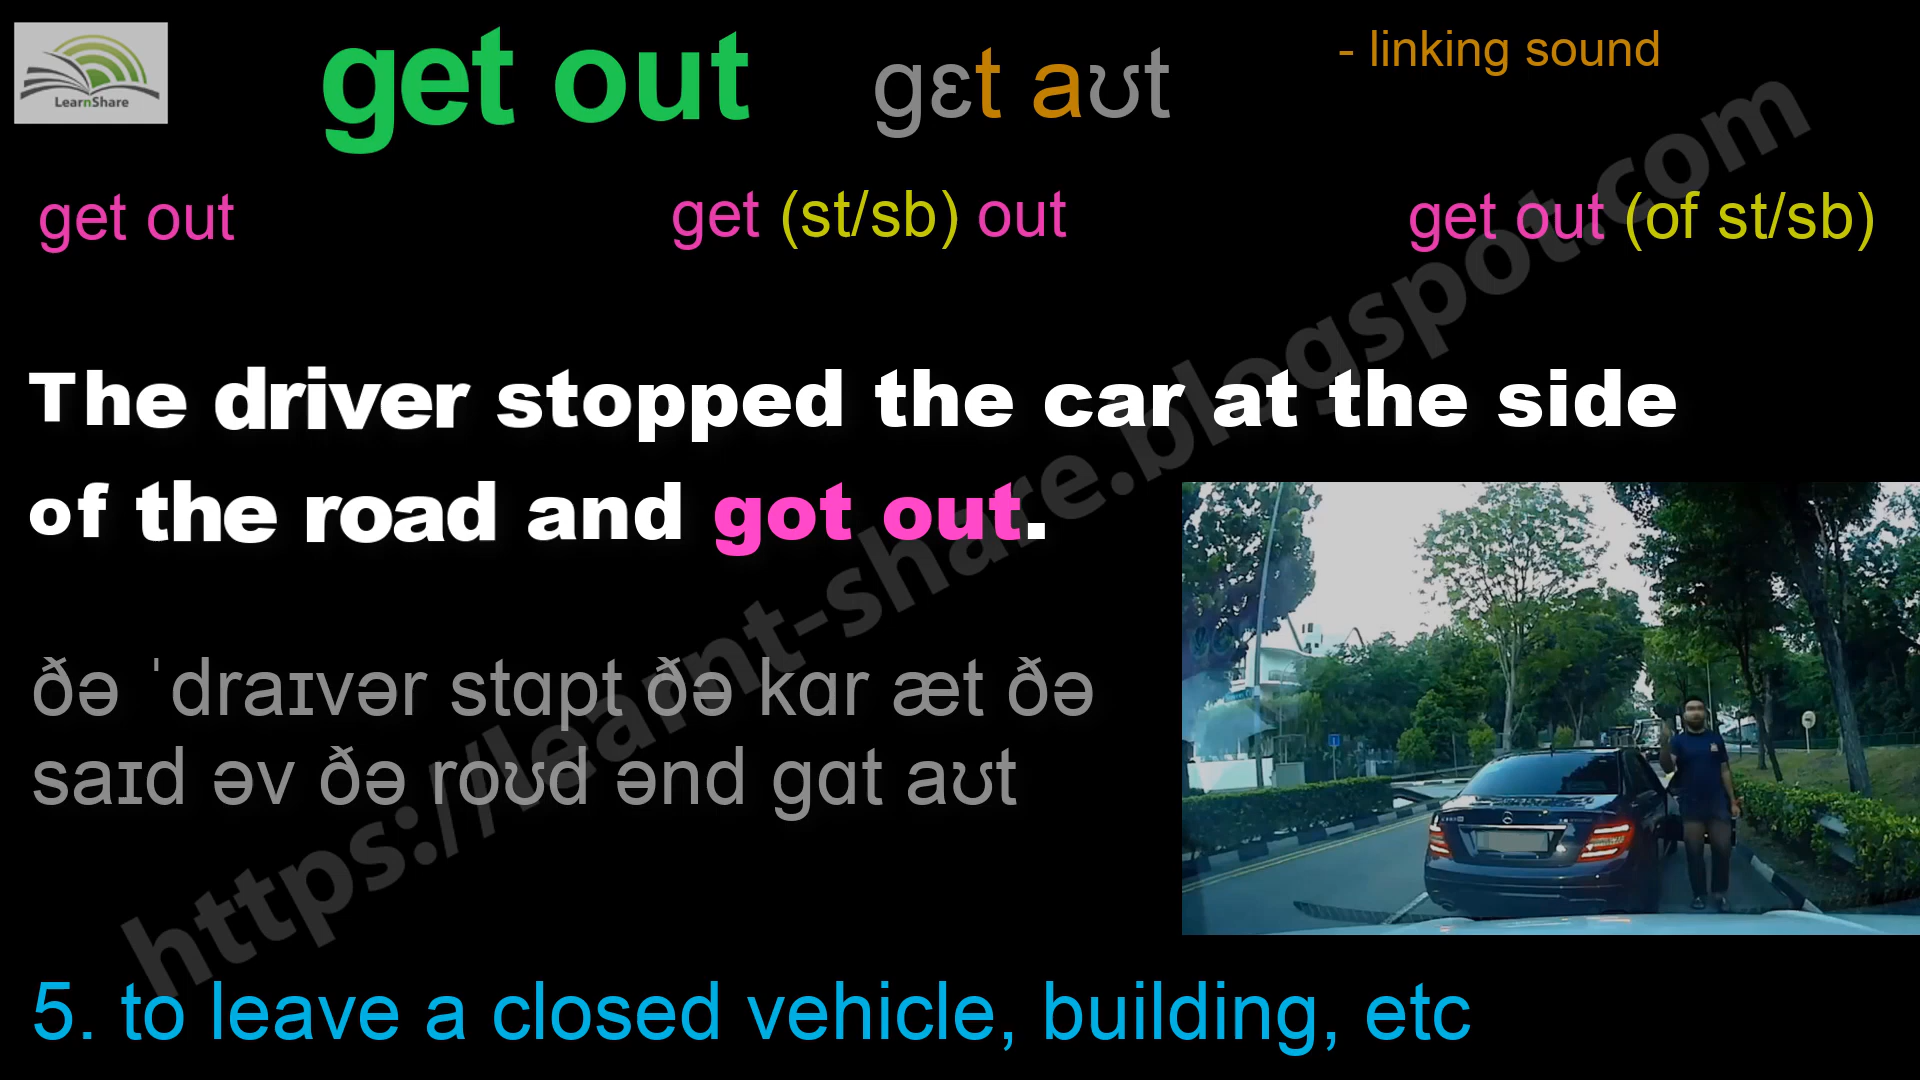 LearnShare
get out gɛt aʊt - linking sound
get out get (st/sb) out get out (of st/sb)
The driver stopped the car at the side
of the road and got out.
ðə ˈdraɪvər stɑpt ðə kɑr æt ðə
saɪd əv ðə roʊd ənd gɑt aʊt
5. to leave a closed vehicle, building, etc
https://learnt-share.blogspot.com